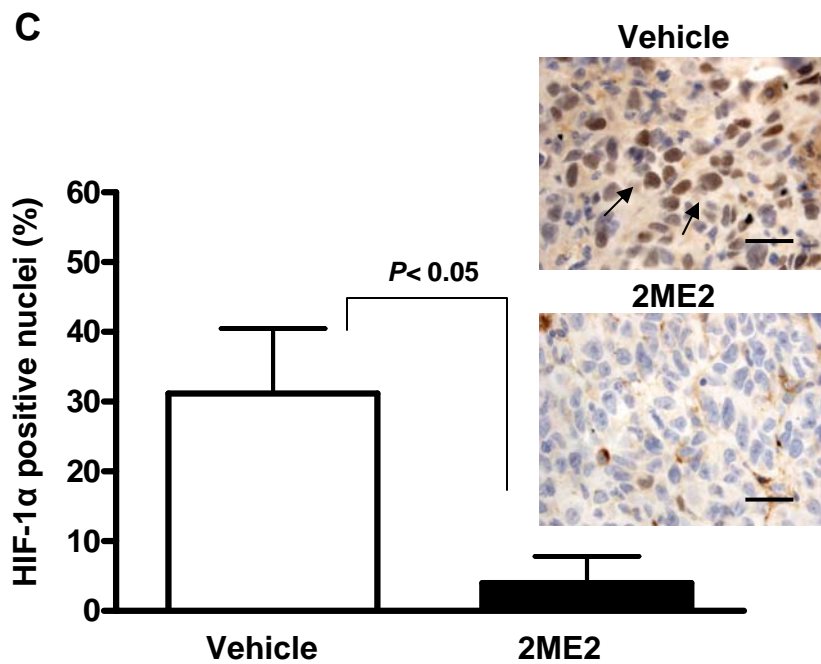 C
Vehicle
2ME2
HIF-1α positive nuclei (%)
60
50
40
30
20
10
0
P< 0.05
Vehicle
2ME2